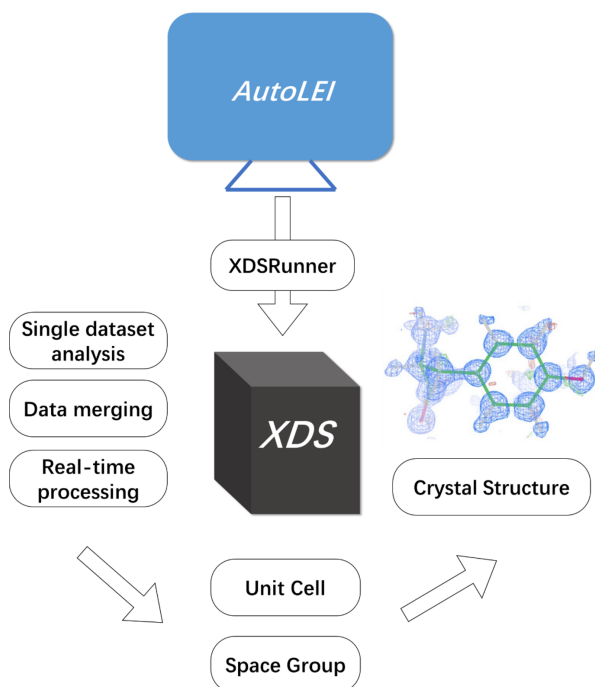 AutoLEI
XDSRunner
Single dataset
analysis
Data merging
Real-time
processing
XDS
Crystal Structure
Unit Cell
Space Group